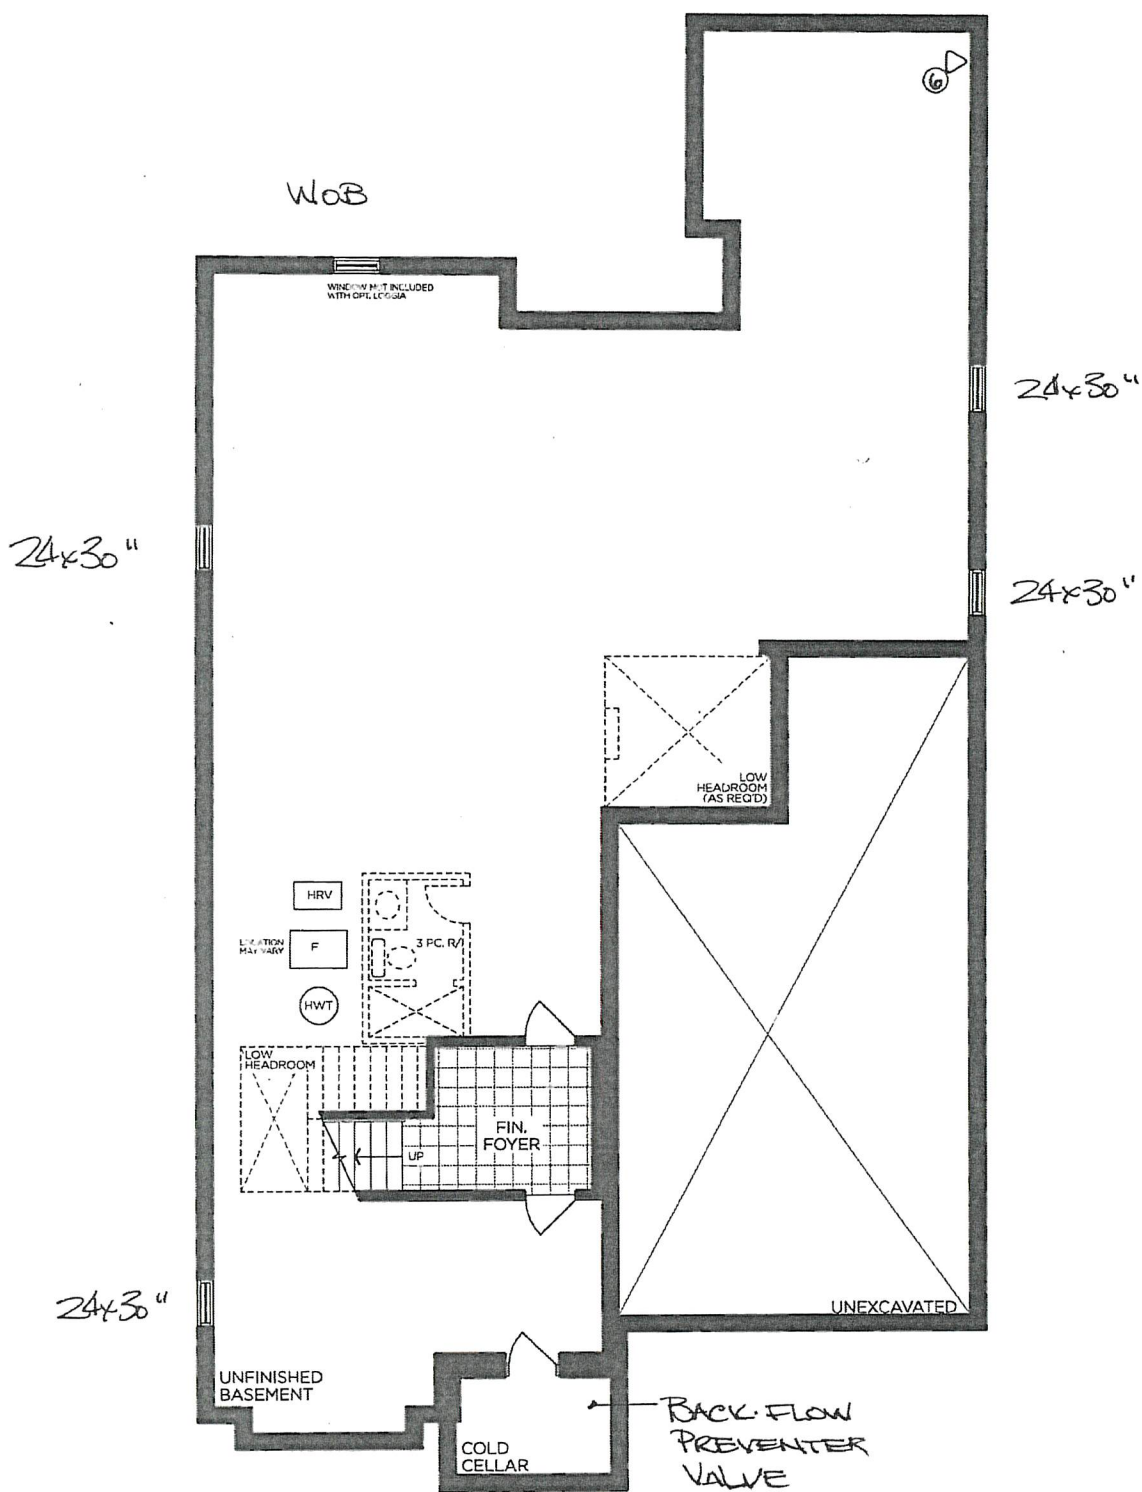 6
WOB
WINDOW NOT INCLUDED
WITH OPT. LOGGIA
24x30"
24x30"
24x30"
LOW
HEADROOM
(AS REQ'D)
HRV
LOCATION
MAY VARY
F
3 PC. R/I
HWT
LOW
HEADROOM
FIN.
FOYER
UP
24x30"
UNEXCAVATED
UNFINISHED
BASEMENT
COLD
CELLAR
BACK-FLOW
PREVENTER
VALVE